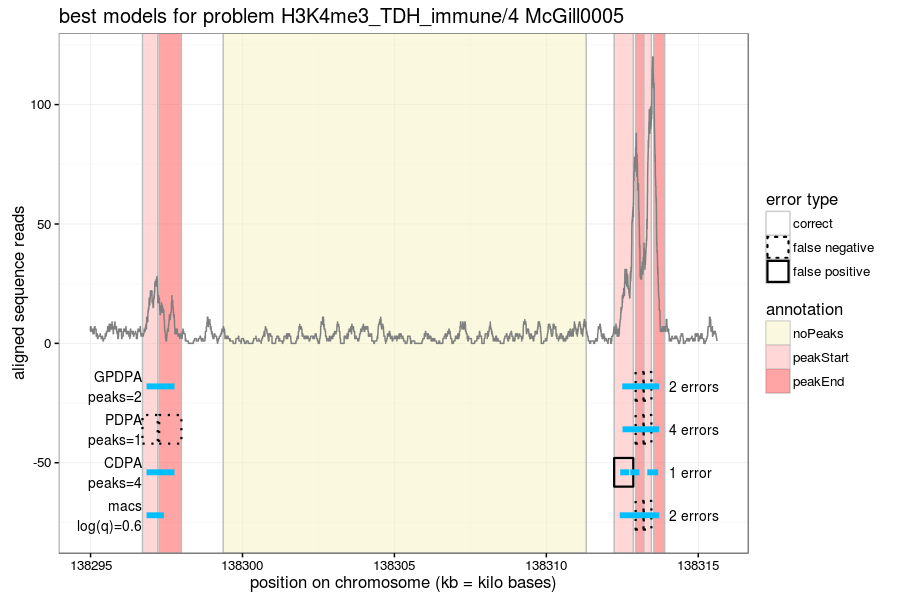 best models for problem H3K4me3_TDH_immune/4 McGill0005
aligned sequence reads
100
50
0
-50
GPDPA
peaks=2
2 errors
PDPA
peaks=1
4 errors
CDPA
peaks=4
1 error
macs
log(q)=0.6
2 errors
138295
138300
138305
138310
138315
position on chromosome (kb = kilo bases)
error type
correct
false negative
false positive
annotation
noPeaks
peakStart
peakEnd